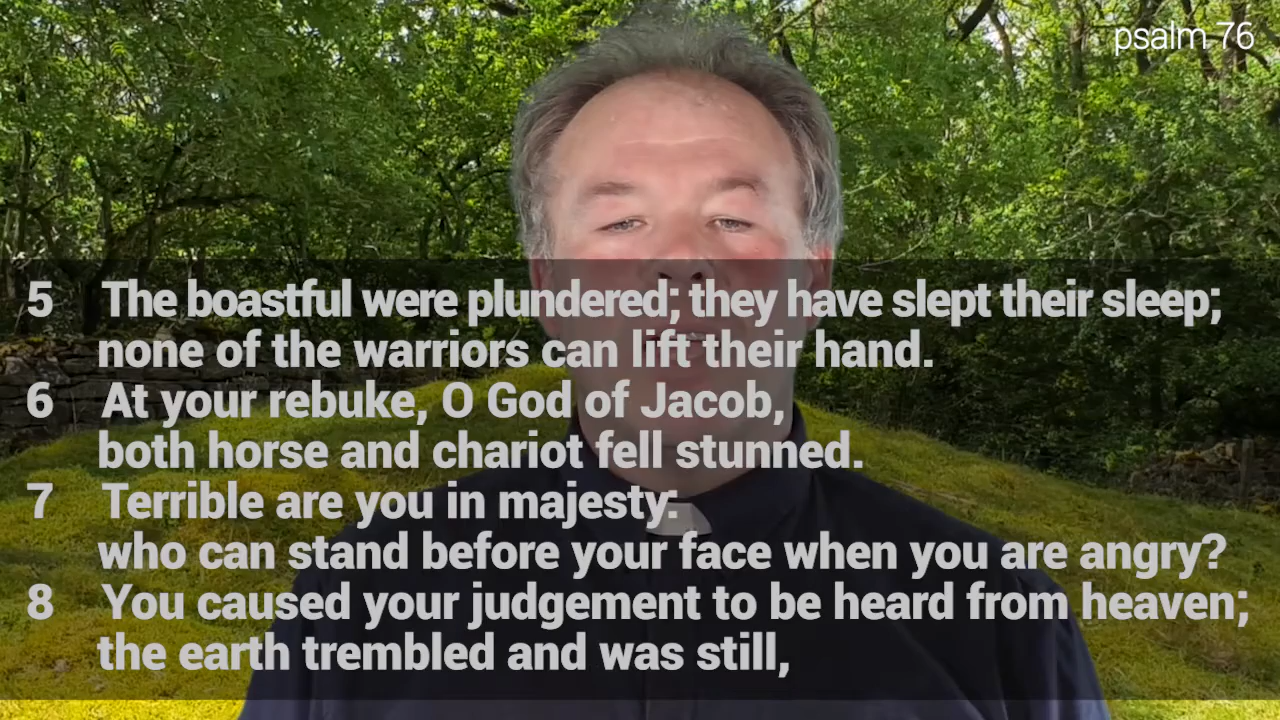 psalm 76
5 The boastful were plundered; they have slept their sleep;
none of the warriors can lift their hand.
6 At your rebuke, O God of Jacob,
both horse and chariot fell stunned.
7 Terrible are you in majesty:
who can stand before your face when you are angry?
8 You caused your judgement to be heard from heaven;
the earth trembled and was still,